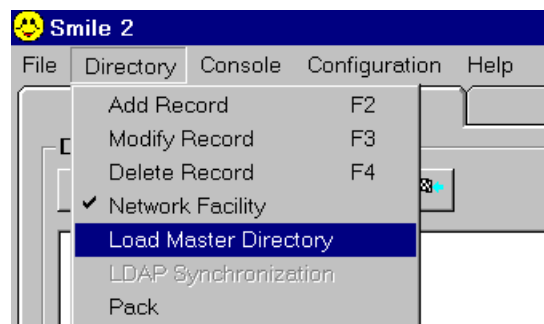 Smile 2
File Directory Console Configuration Help
Add Record F2
Modify Record F3
Delete Record F4
Network Facility
Load Master Directory
LDAP Synchronization
Pack